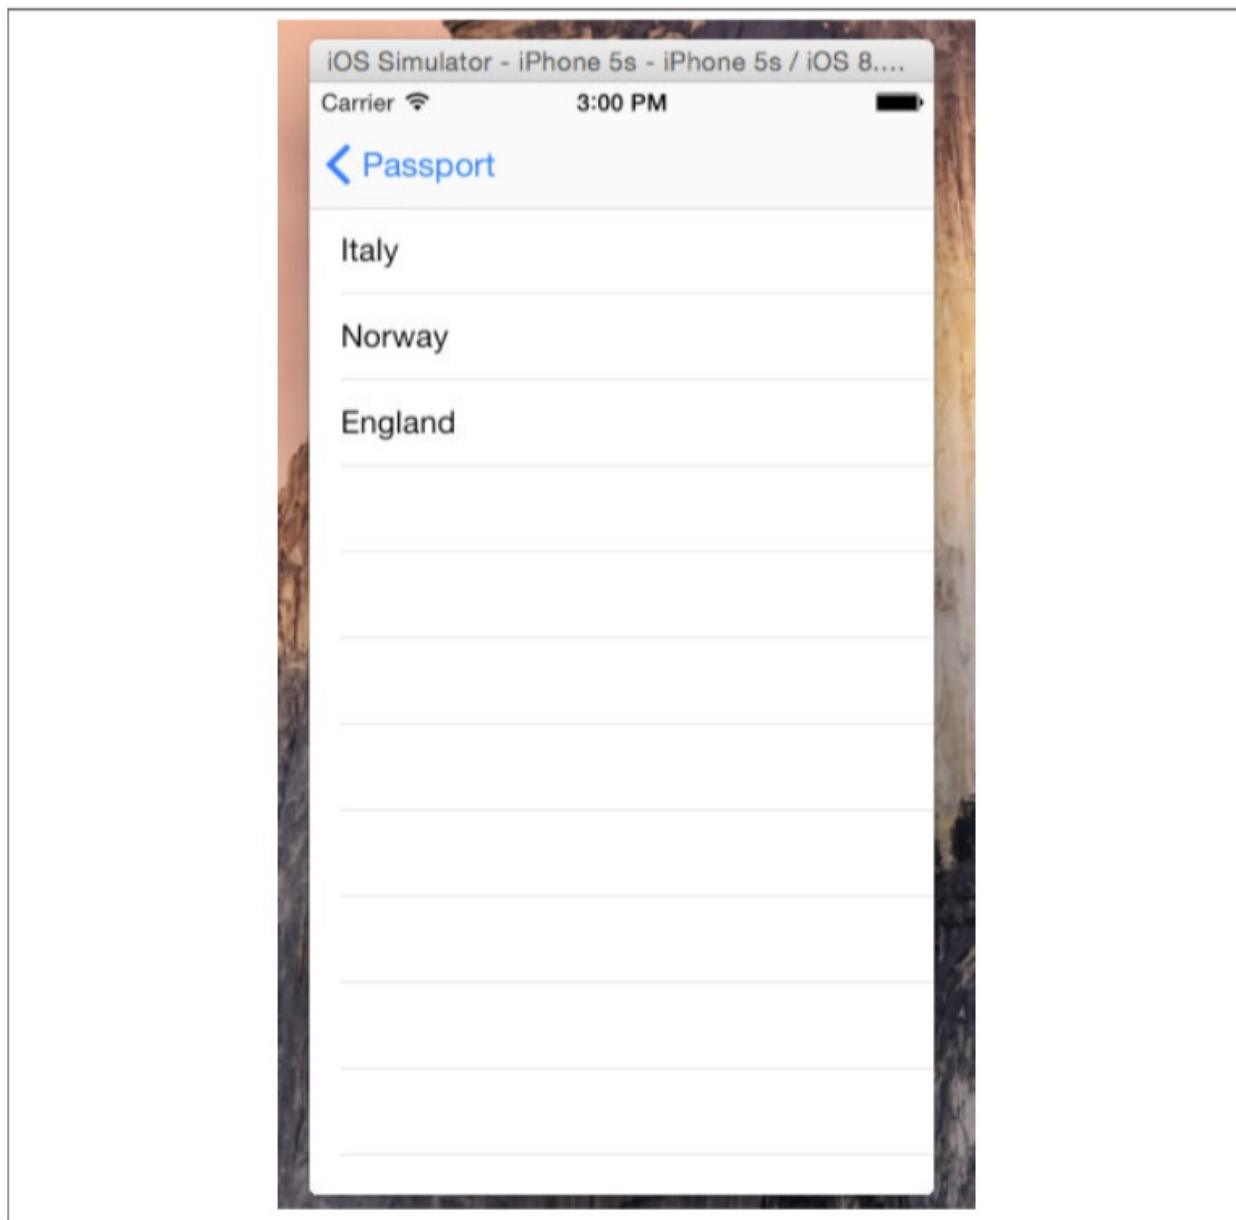 iOS Simulator - iPhone 5s - iPhone 5s / iOS 8....
Carrier 3:00 PM
Passport
Italy
Norway
England